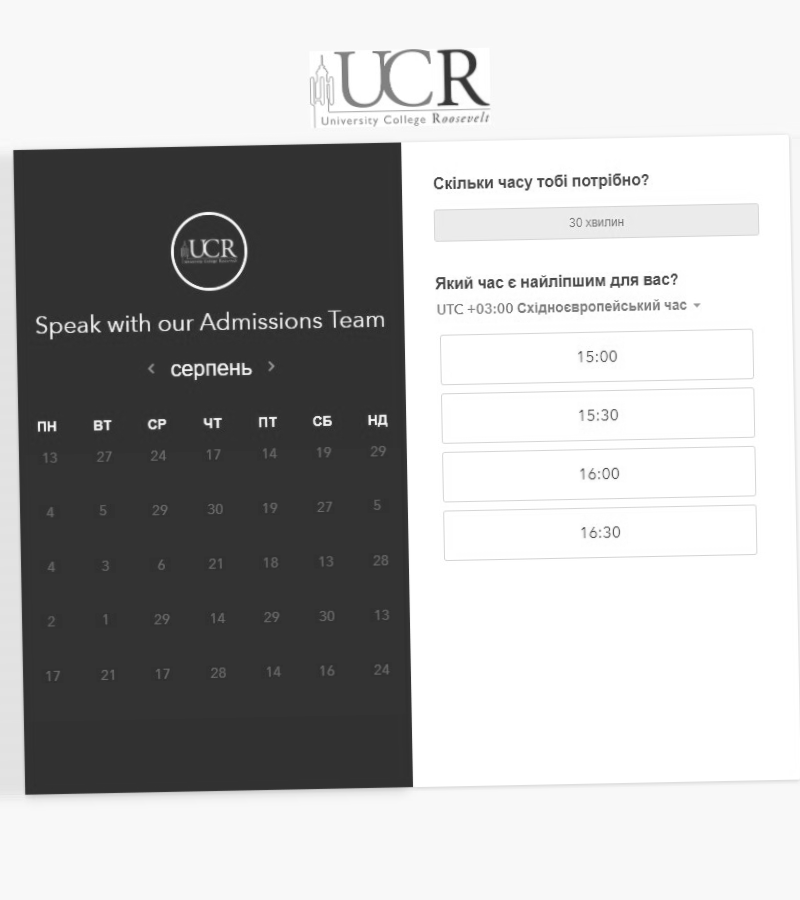 UCR
University College Roosevelt
UCR
University College Roosevelt
Speak with our Admissions Team
серпень
ПН ВТ СР ЧТ ПТ СБ НД
13 27 24 17 14 19 29
4 5 29 30 19 27 5
4 3 6 21 18 13 28
2 1 29 14 29 30 13
17 21 17 28 14 16 24
Скільки часу тобі потрібно?
30 хвилин
Який час є найліпшим для вас?
UTC +03:00 Східноєвропейський час
15:00
15:30
16:00
16:30